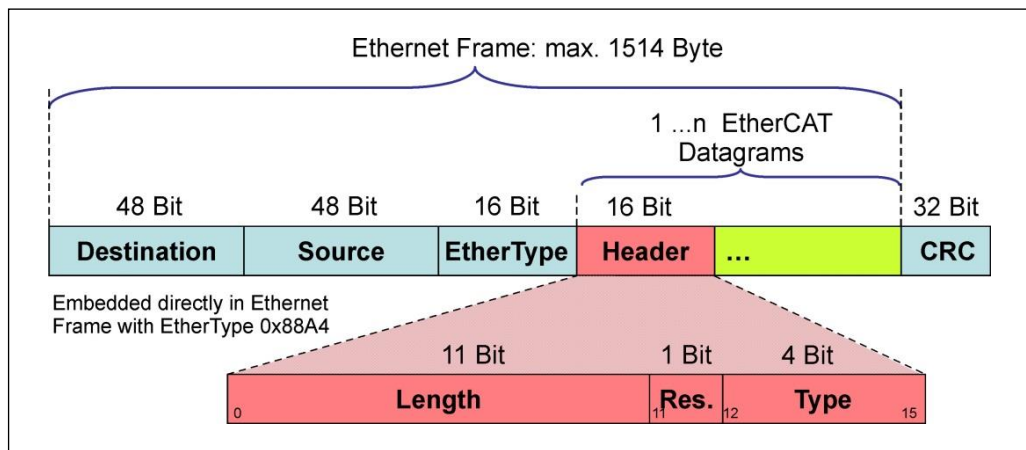 Ethernet Frame: max. 1514 Byte
1 ...n EtherCAT
Datagrams
48 Bit 48 Bit 16 Bit 16 Bit 32 Bit
Destination Source EtherType Header ... CRC
Embedded directly in Ethernet
Frame with EtherType 0x88A4
11 Bit 1 Bit 4 Bit
Length Res. Type
0 11 12 15